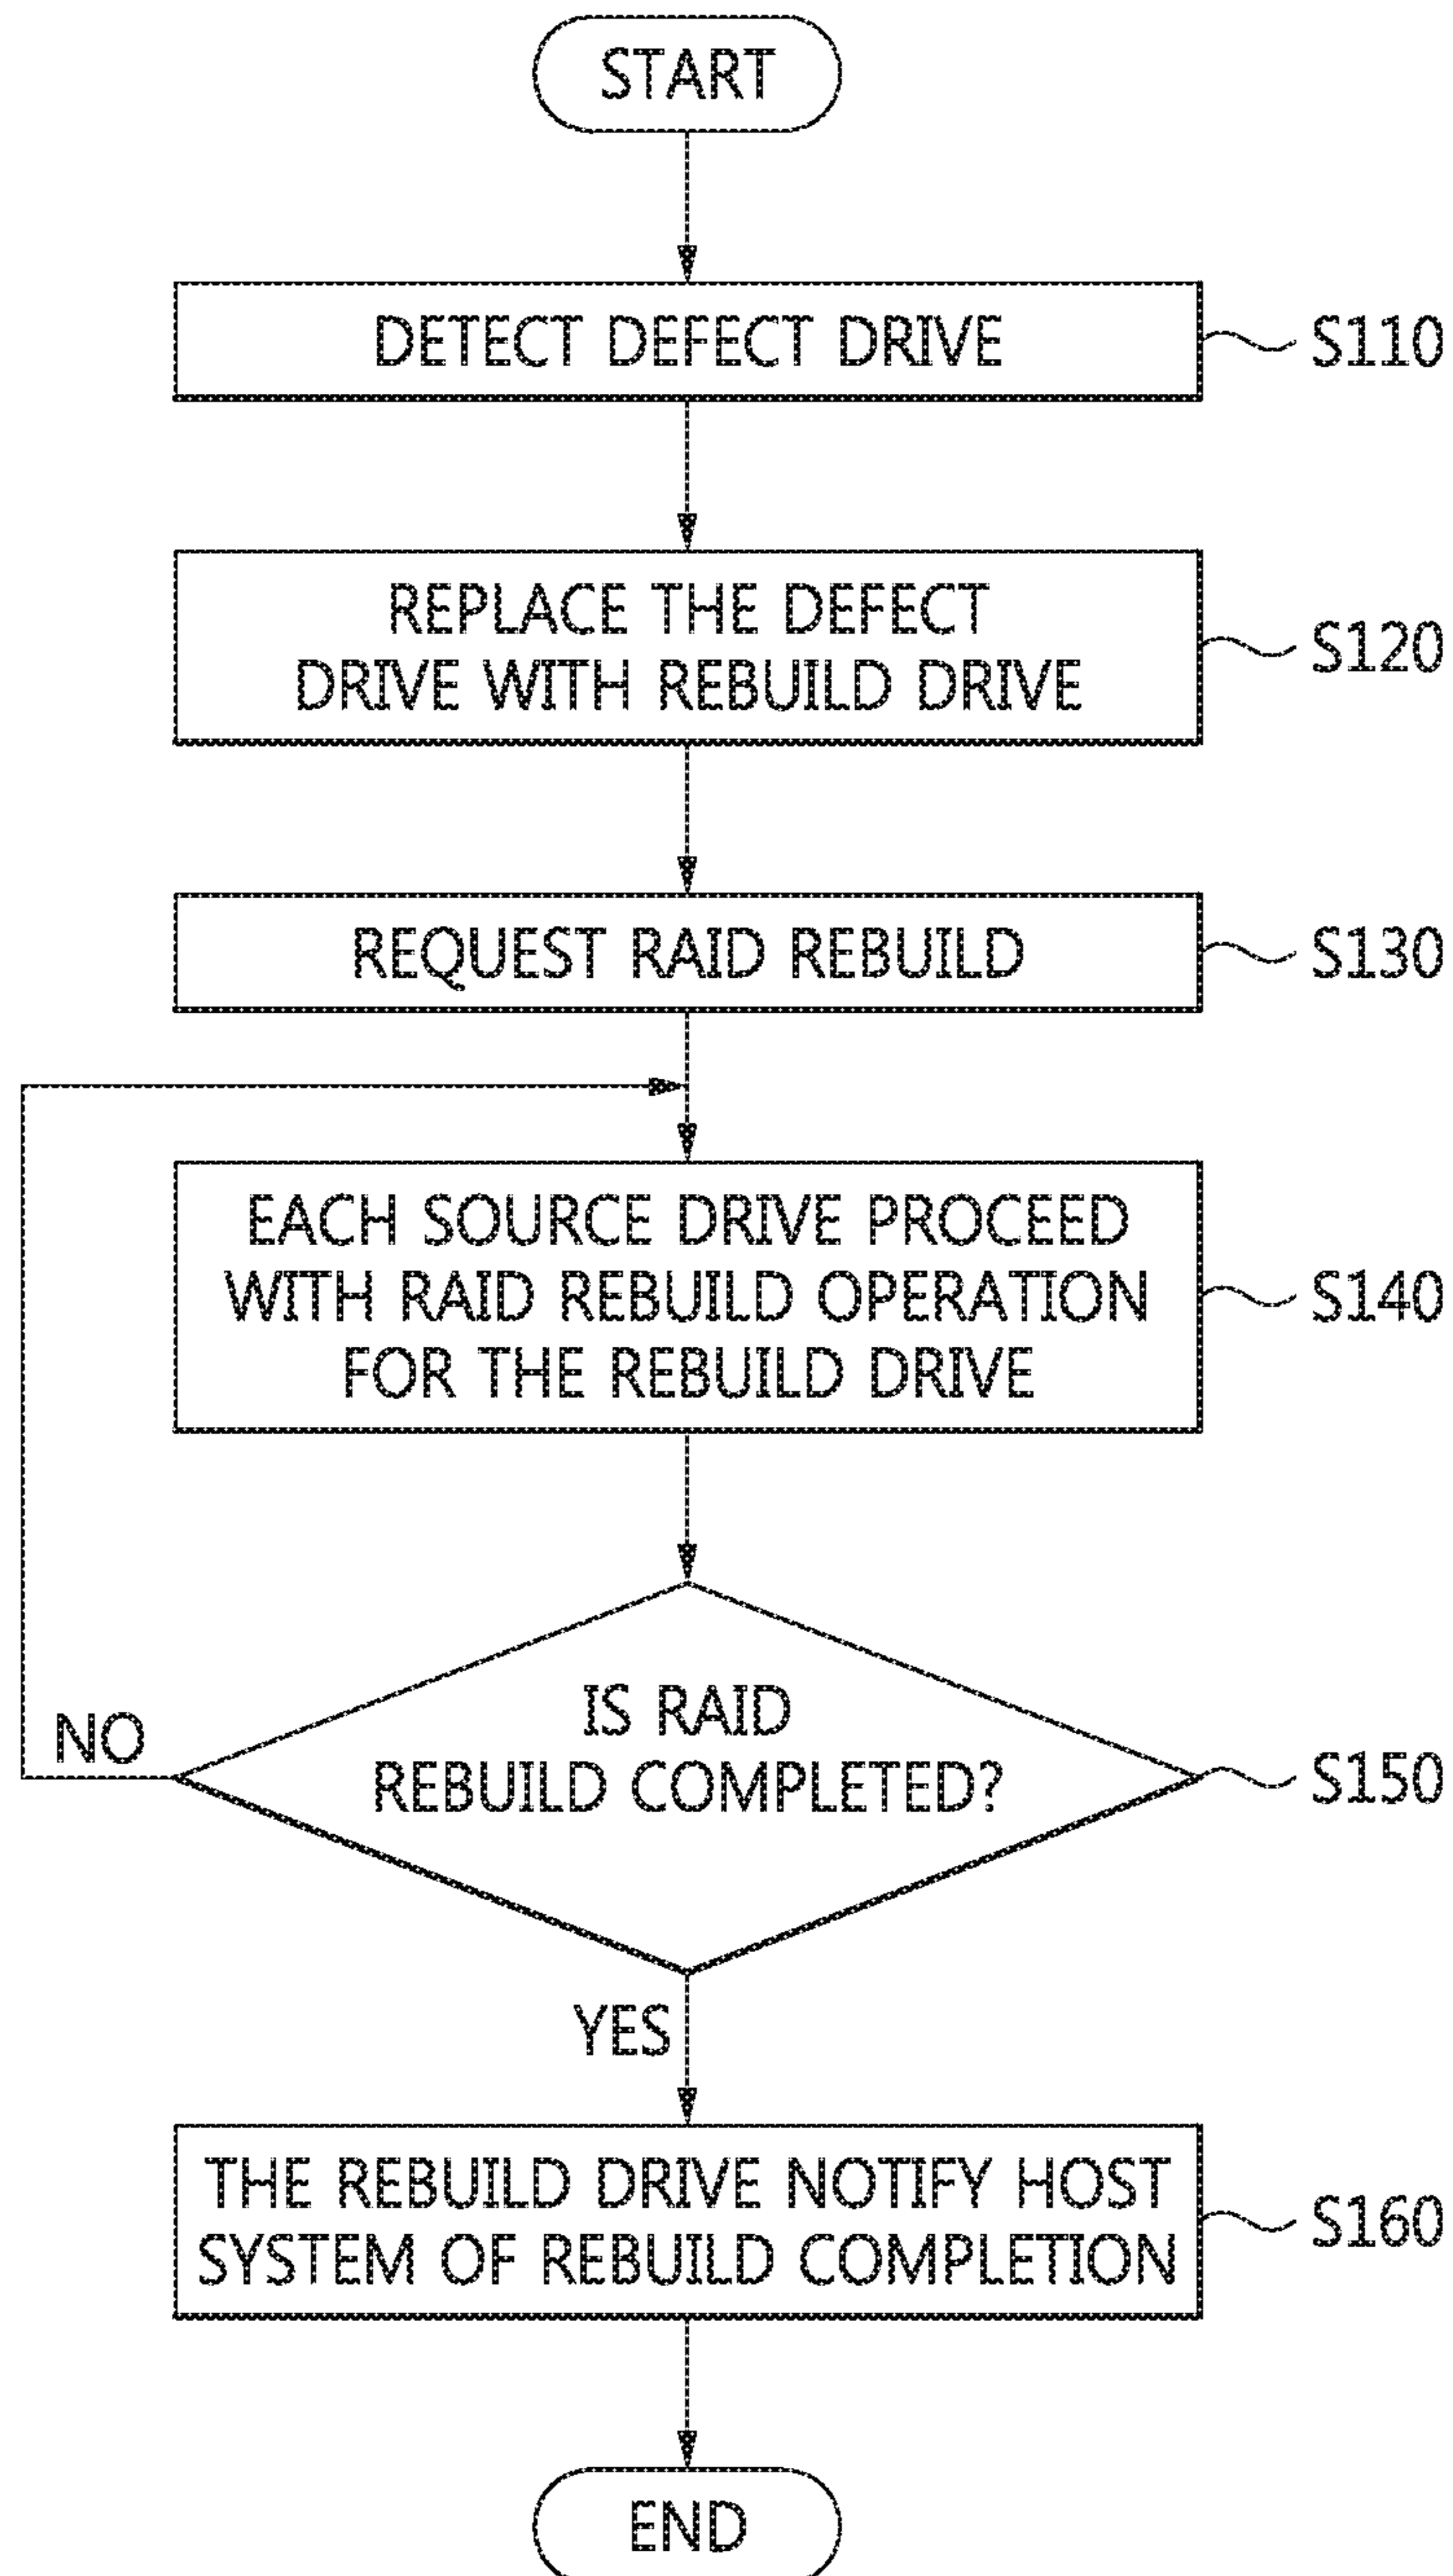 START
DETECT DEFECT DRIVE
S110
REPLACE THE DEFECT
DRIVE WITH REBUILD DRIVE
S120
REQUEST RAID REBUILD
S130
EACH SOURCE DRIVE PROCEED
WITH RAID REBUILD OPERATION
FOR THE REBUILD DRIVE
S140
IS RAID
REBUILD COMPLETED?
S150
NO
YES
THE REBUILD DRIVE NOTIFY HOST
SYSTEM OF REBUILD COMPLETION
S160
END